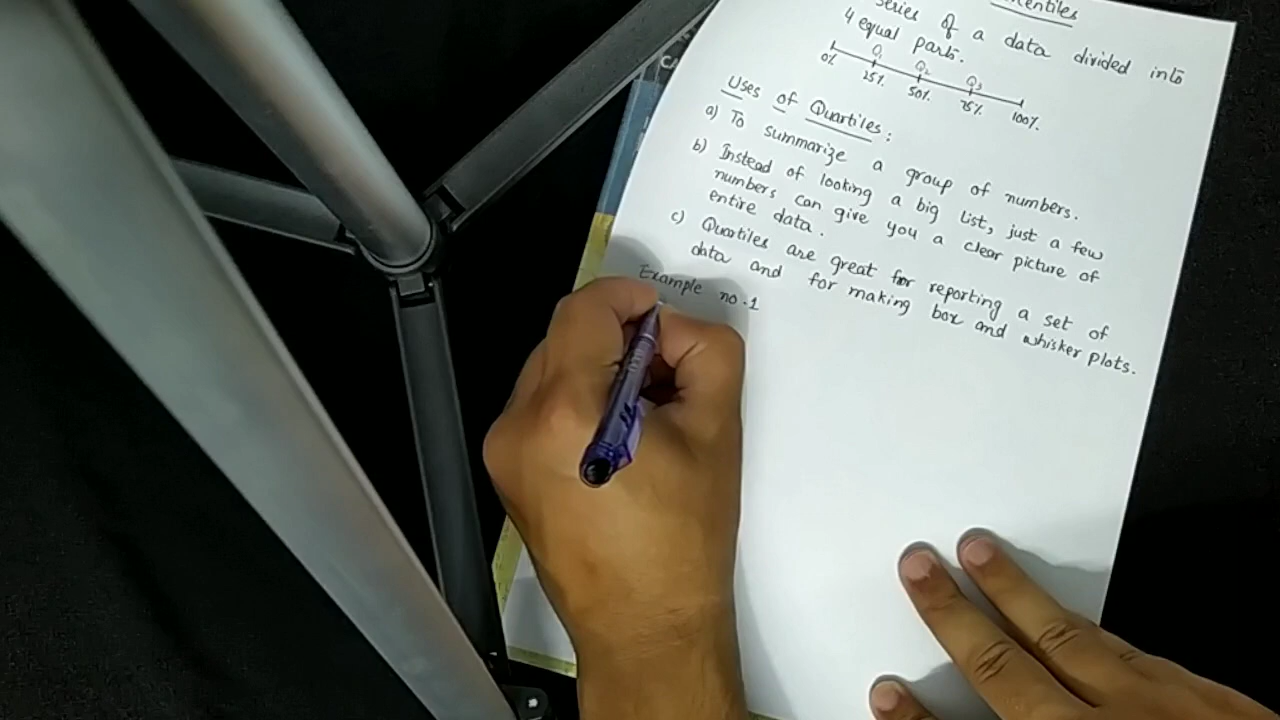 series of a data divided into
4 equal parts.
Q1 Q2 Q3
0% 25% 50% 75% 100%
Uses of Quartiles:
a) To summarize a group of numbers.
b) Instead of looking a big list, just a few
numbers can give you a clear picture of
entire data.
c) Quartiles are great for reporting a set of
data and for making box and whisker plots.
Example no.1